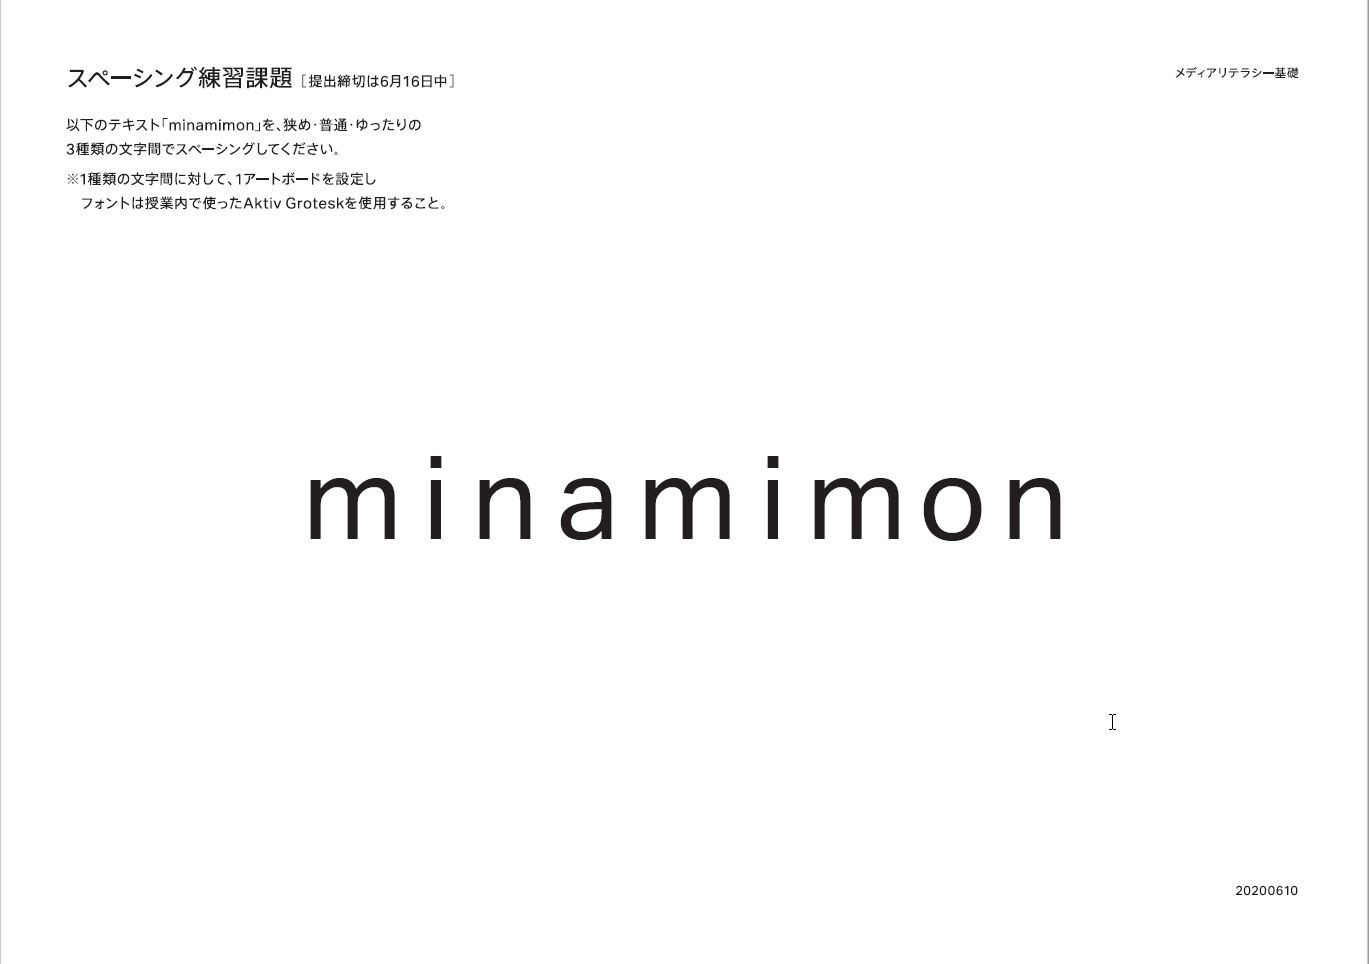 スペーシング練習課題［提出締切は6月16日中］
メディアリテラシー基礎
以下のテキスト「minamimon」を、狭め・普通・ゆったりの
3種類の文字間でスペーシングしてください。
※1種類の文字間に対して、1アートボードを設定し
フォントは授業内で使ったAktiv Groteskを使用すること。
minamimon
20200610